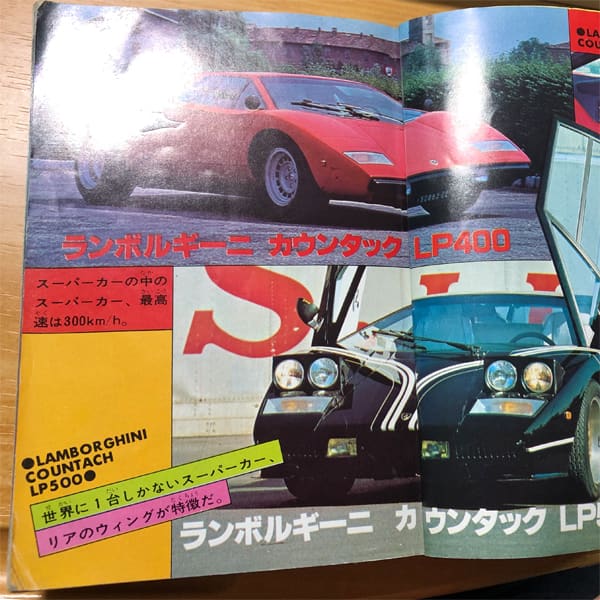 ●LA
COU
ランボルギーニ カウンタック LP400
スーパーカーの中の
スーパーカー、最高
速は300km/h。
●LAMBORGHINI
COUNTACH
LP500●
世界に1台しかないスーパーカー、
リアのウィングが特徴だ。
ランボルギーニ カウンタック LP5